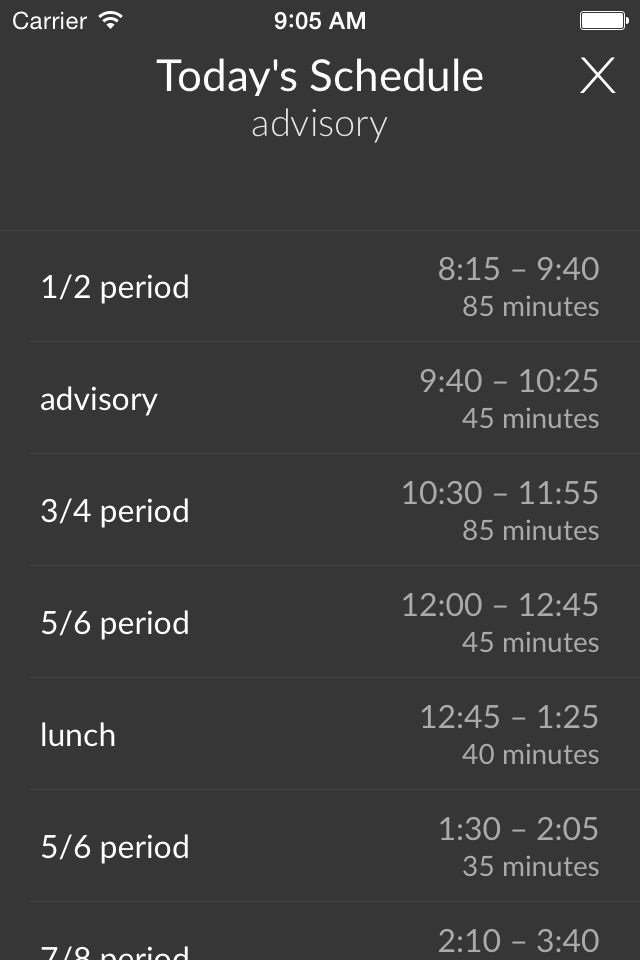 Carrier 9:05 AM
Today's Schedule
advisory
1/2 period 8:15 – 9:40
85 minutes
advisory 9:40 – 10:25
45 minutes
3/4 period 10:30 – 11:55
85 minutes
5/6 period 12:00 – 12:45
45 minutes
lunch 12:45 – 1:25
40 minutes
5/6 period 1:30 – 2:05
35 minutes
7/8 period 2:10 – 3:40